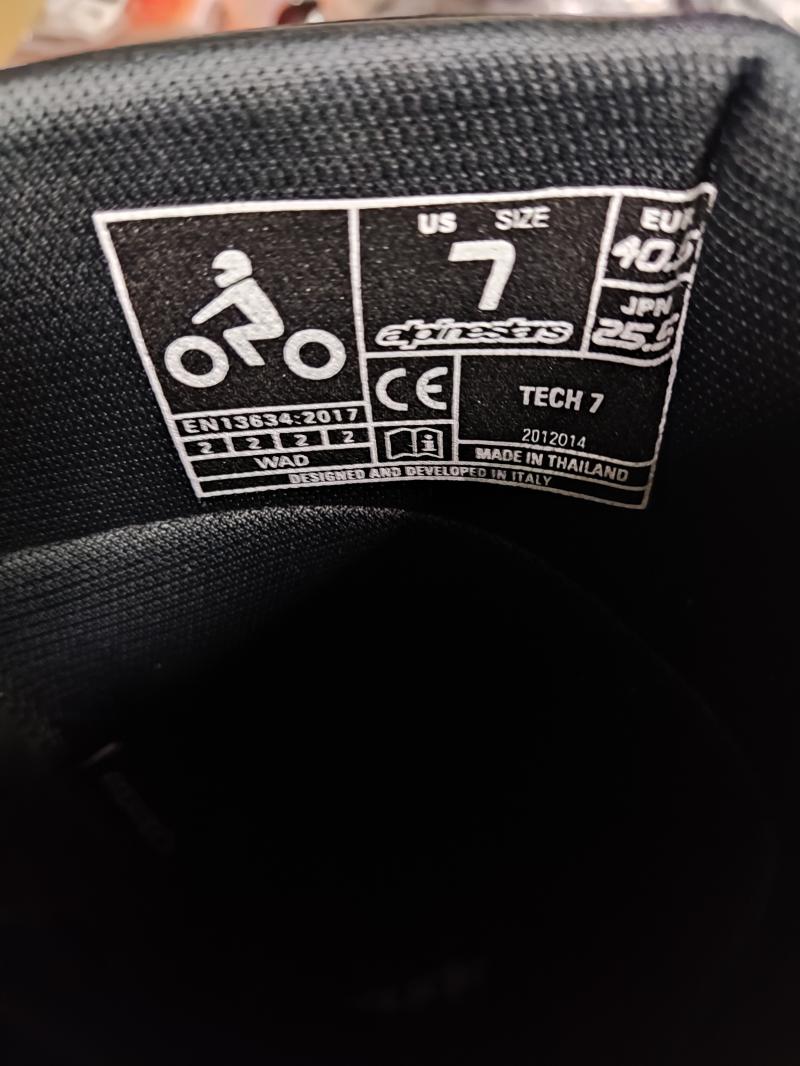 US SIZE
7
alpinestars
EUR
40.5
JPN
25.5
EN13634:2017
2 2 2 2
WAD
CE
TECH 7
2012014
MADE IN THAILAND
DESIGNED AND DEVELOPED IN ITALY